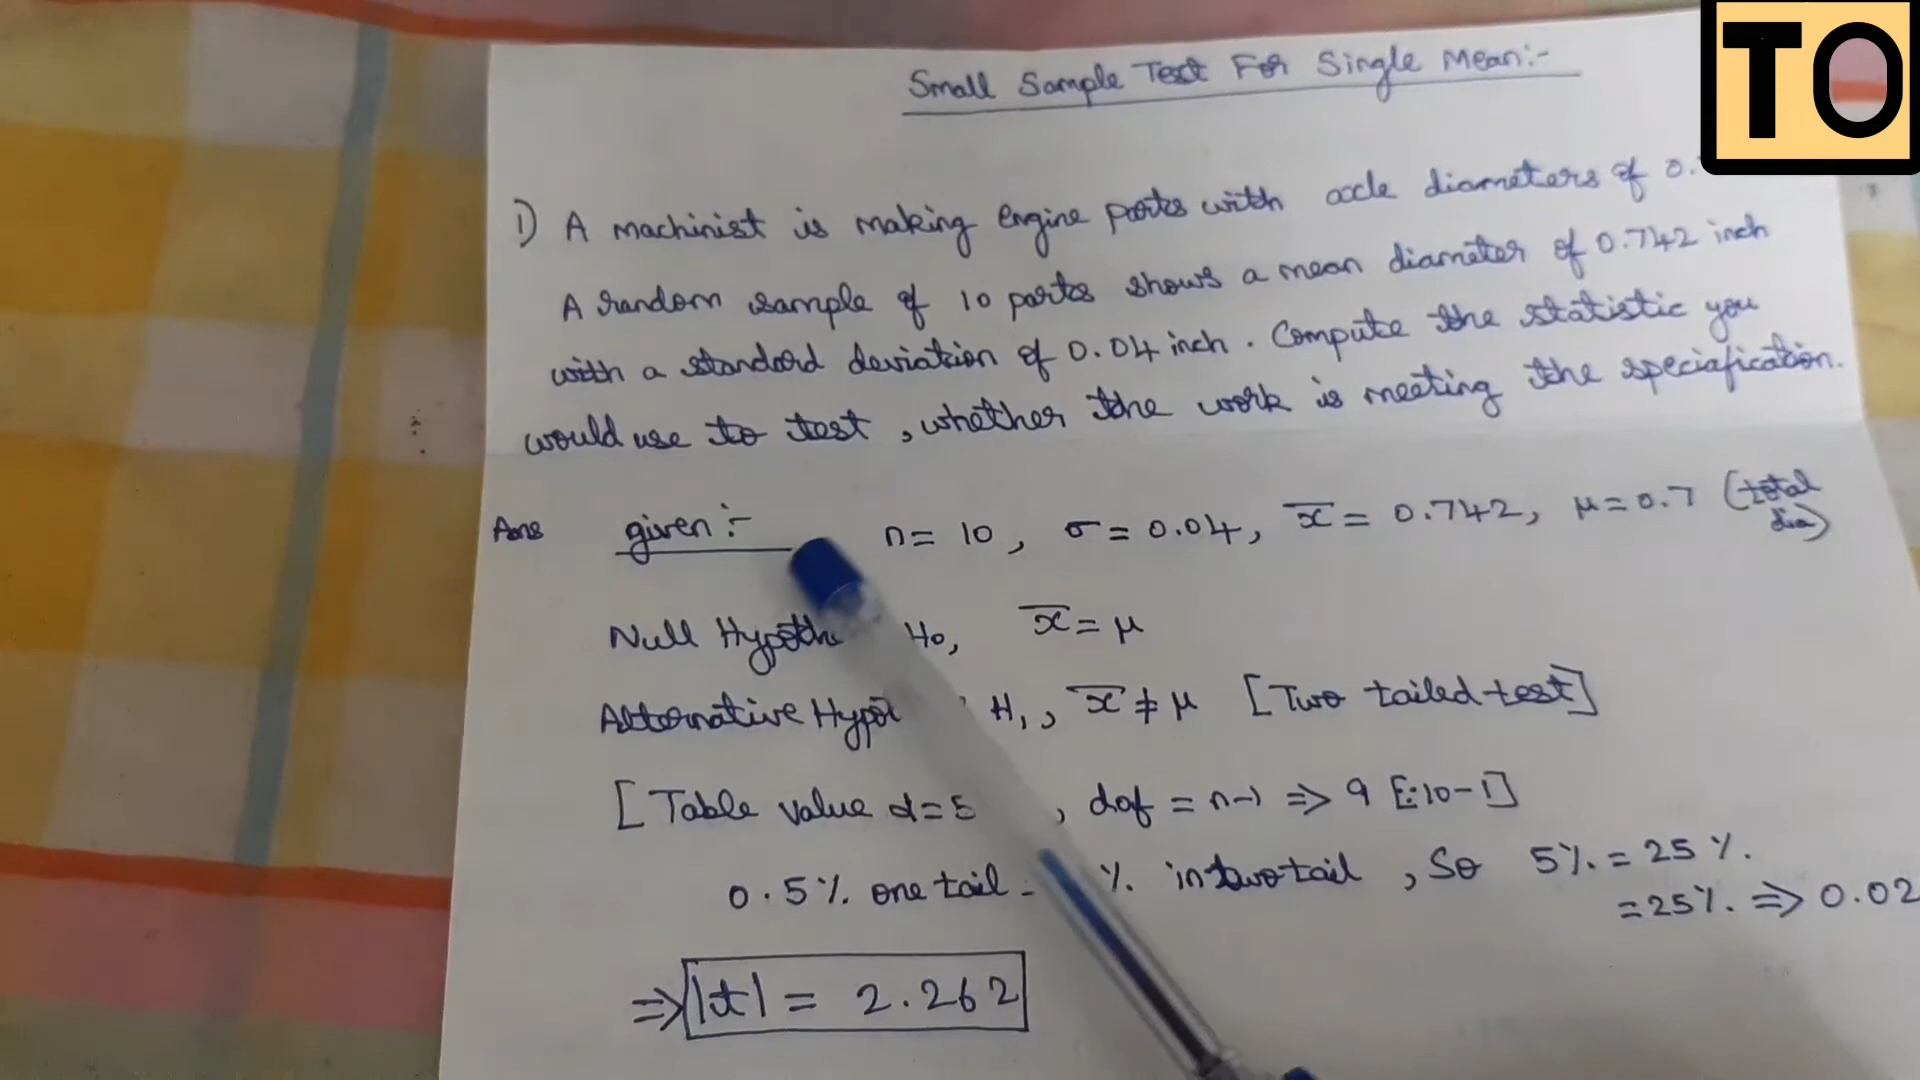 TO
Small Sample Test For Single Mean:-
1) A machinist is making engine parts with axle diameters of 0.
A random sample of 10 parts shows a mean diameter of 0.742 inch
with a standard deviation of 0.04 inch. Compute the statistic you
would use to test, whether the work is meeting the speciafication.
Ans given:- n= 10, σ= 0.04, x̄= 0.742, μ=0.7 (total dia)
Null Hypoth H0, x̄=μ
Alternative Hypot H1, x̄≠μ [Two tailed test]
[Table value α=5 , dof = n-1 => 9 [∵10-1]
0.5% one tail - % in two tail, So 5%.=25%.
=25%. => 0.02
=> |t| = 2.262